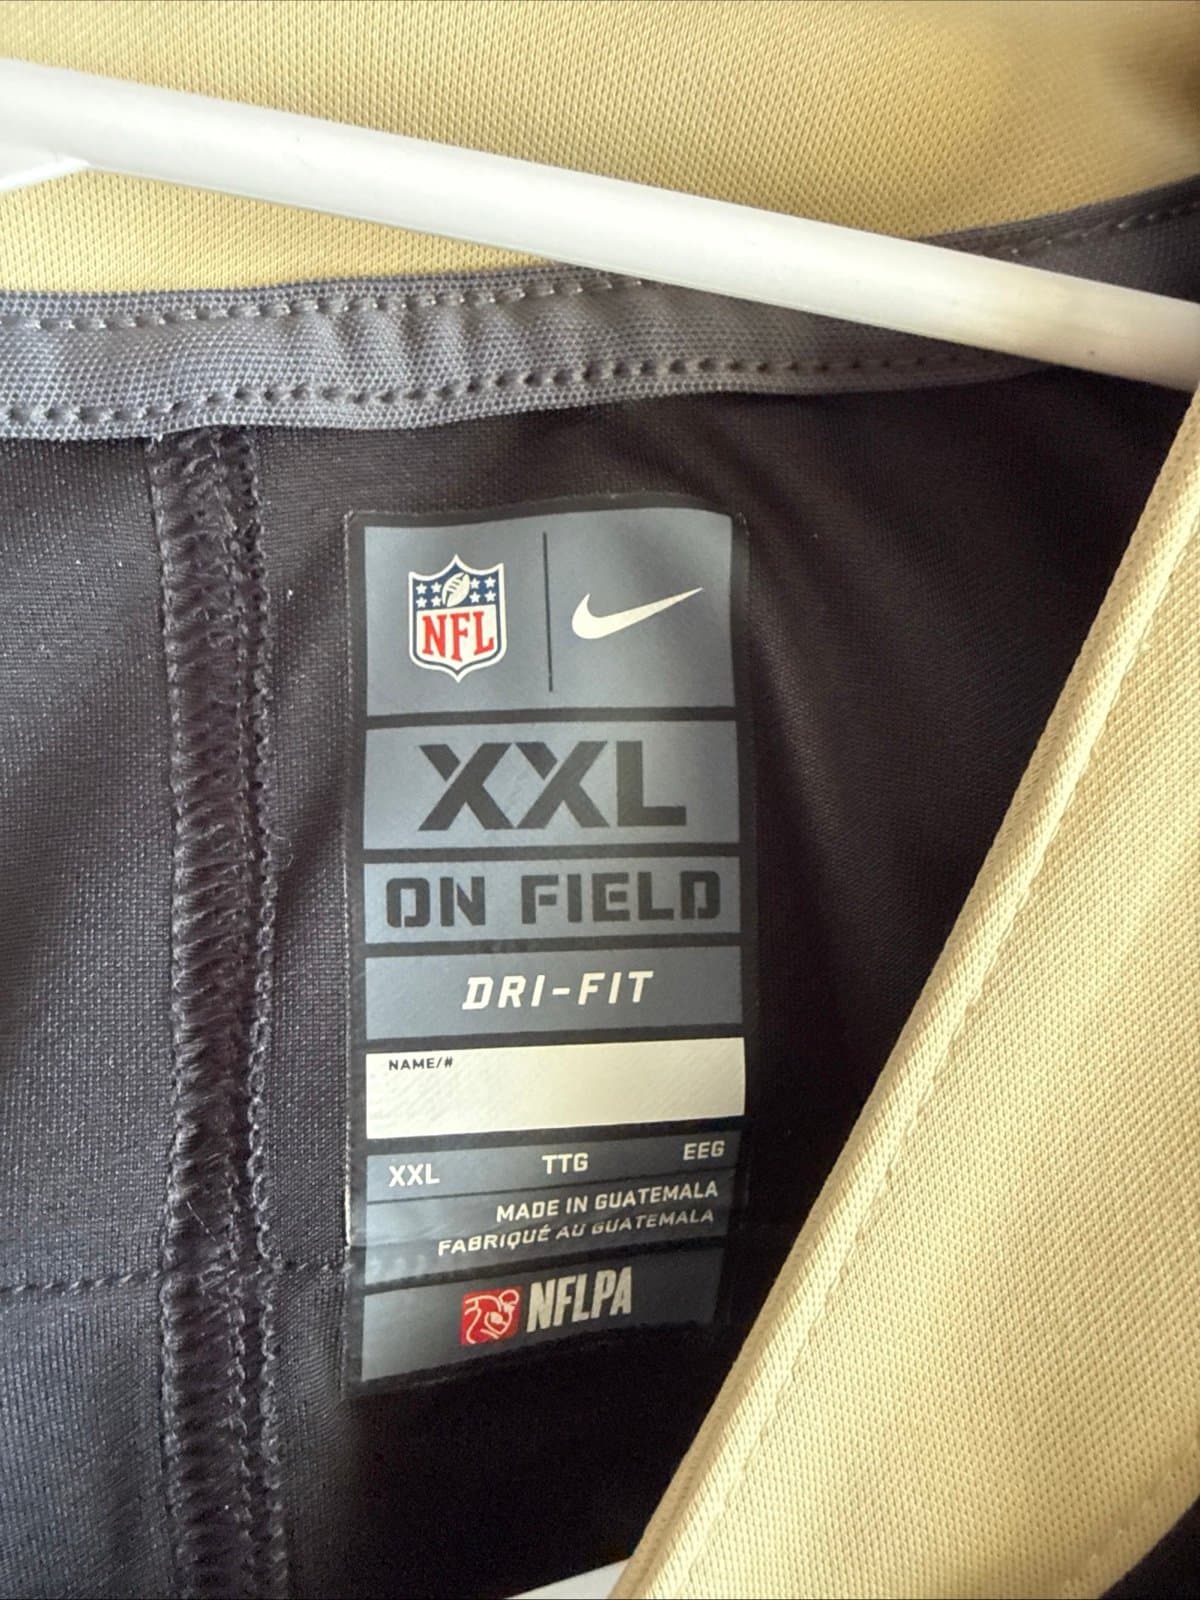 NFL
XXL
ON FIELD
DRI-FIT
NAME/#
XXL TTG EEG
MADE IN GUATEMALA
FABRIQUÉ AU GUATEMALA
NFLPA